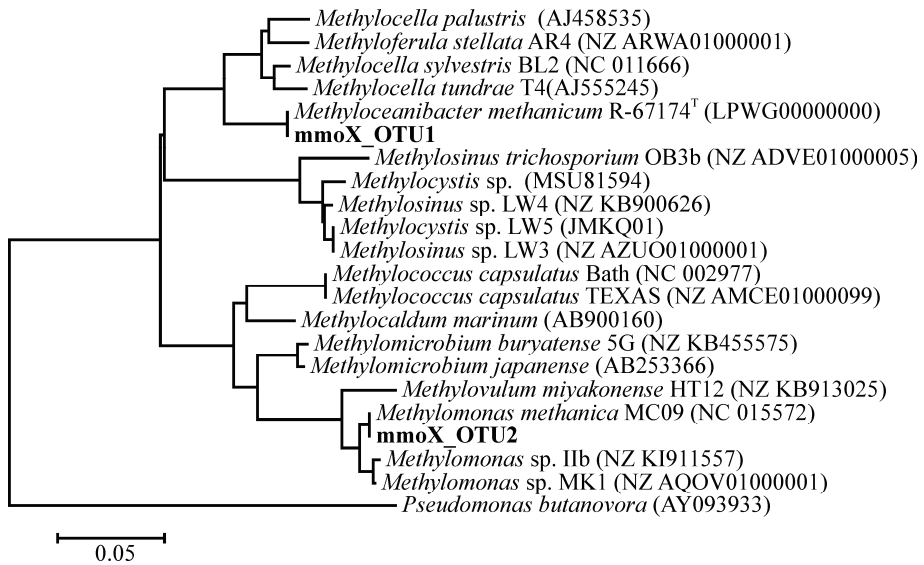 Methylocella palustris (AJ458535)
Methyloferula stellata AR4 (NZ ARWA01000001)
Methylocella sylvestris BL2 (NC 011666)
Methylocella tundrae T4(AJ555245)
Methyloceanibacter methanicum R-67174T (LPWG00000000)
mmoX_OTU1
Methylosinus trichosporium OB3b (NZ ADVE01000005)
Methylocystis sp. (MSU81594)
Methylosinus sp. LW4 (NZ KB900626)
Methylocystis sp. LW5 (JMKQ01)
Methylosinus sp. LW3 (NZ AZUO01000001)
Methylococcus capsulatus Bath (NC 002977)
Methylococcus capsulatus TEXAS (NZ AMCE01000099)
Methylocaldum marinum (AB900160)
Methylomicrobium buryatense 5G (NZ KB455575)
Methylomicrobium japanense (AB253366)
Methylovulum miyakonense HT12 (NZ KB913025)
Methylomonas methanica MC09 (NC 015572)
mmoX_OTU2
Methylomonas sp. IIb (NZ KI911557)
Methylomonas sp. MK1 (NZ AQOV01000001)
Pseudomonas butanovora (AY093933)
0.05